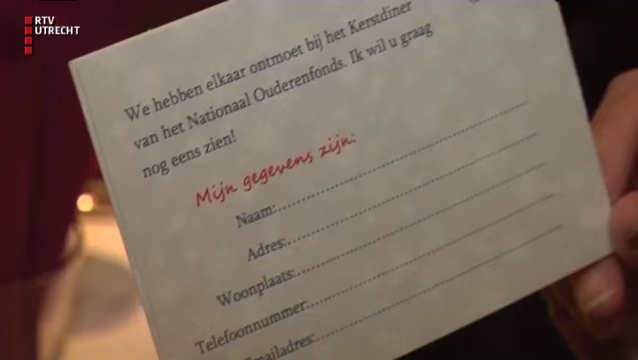 RTV
UTRECHT
We hebben elkaar ontmoet bij het Kerstdiner
van het Nationaal Ouderenfonds. Ik wil u graag
nog eens zien!
Mijn gegevens zijn:
Naam:
Adres:
Woonplaats:
Telefoonnummer:
Emailadres: